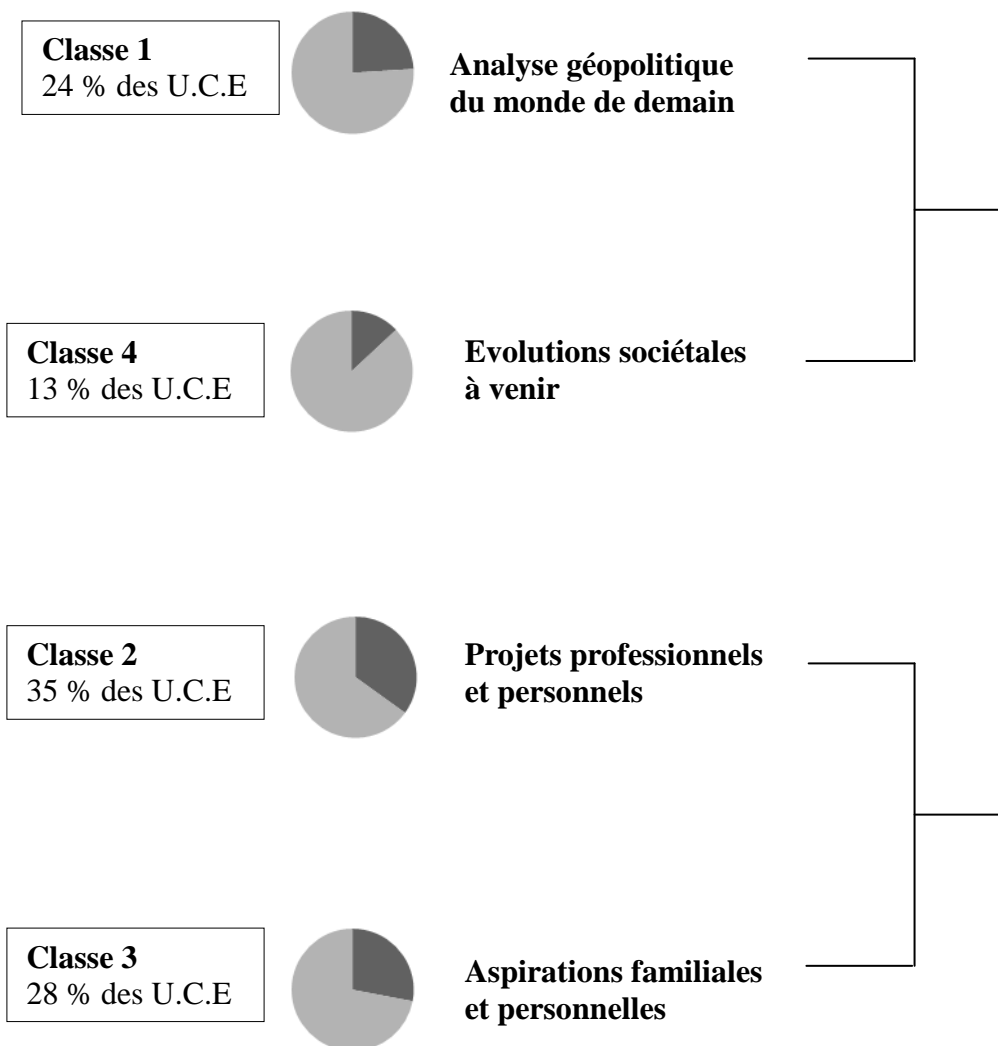 Classe 1
24 % des U.C.E
Analyse géopolitique
du monde de demain
Classe 4
13 % des U.C.E
Evolutions sociétales
à venir
Classe 2
35 % des U.C.E
Projets professionnels
et personnels
Classe 3
28 % des U.C.E
Aspirations familiales
et personnelles